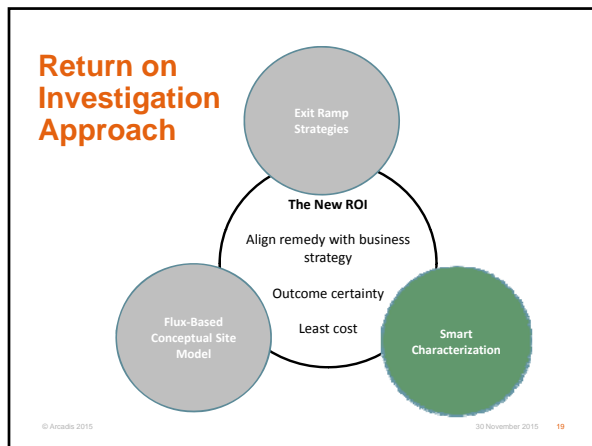 Return on
Investigation
Approach
Exit Ramp
Strategies
The New ROI
Align remedy with business
strategy
Outcome certainty
Least cost
Flux-Based
Conceptual Site
Model
Smart
Characterization
© Arcadis 2015
30 November 2015 19